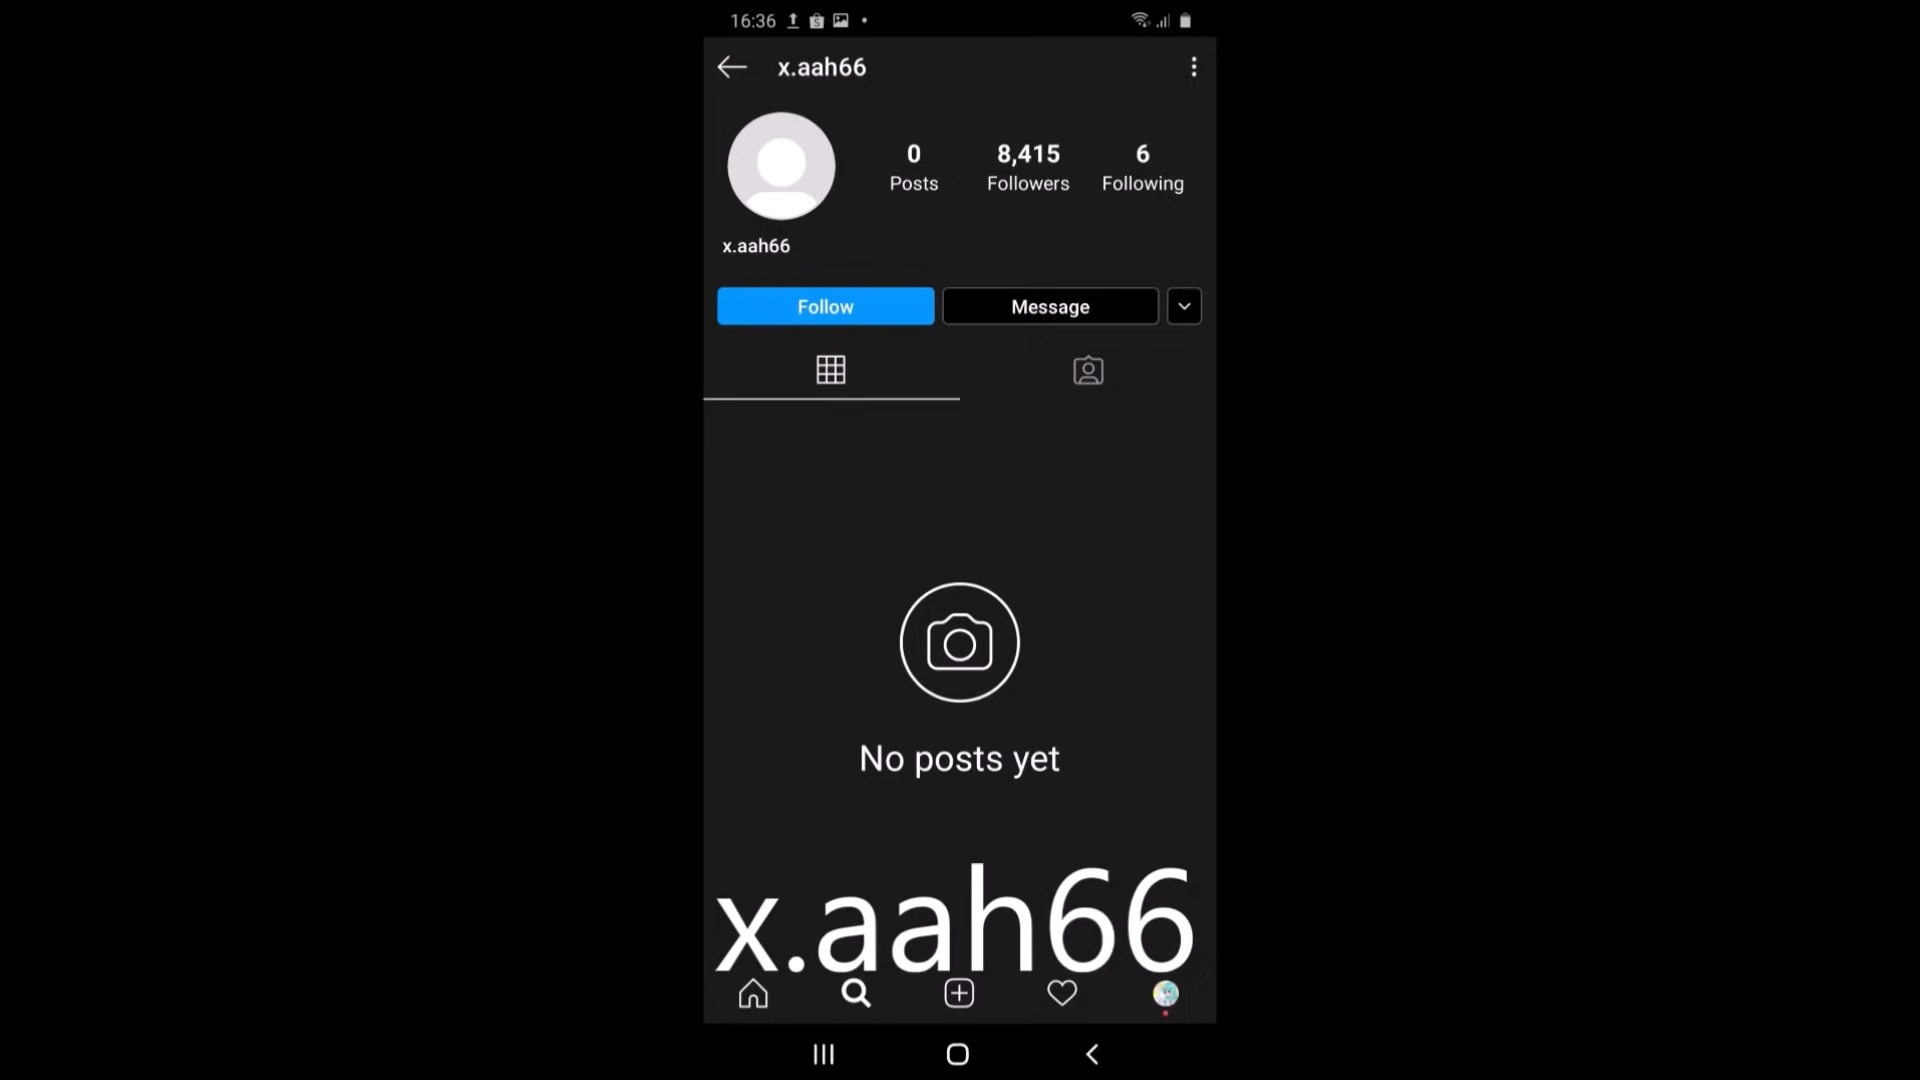 16:36
x.aah66
0 8,415 6
Posts Followers Following
x.aah66
Follow Message
No posts yet
x.aah66